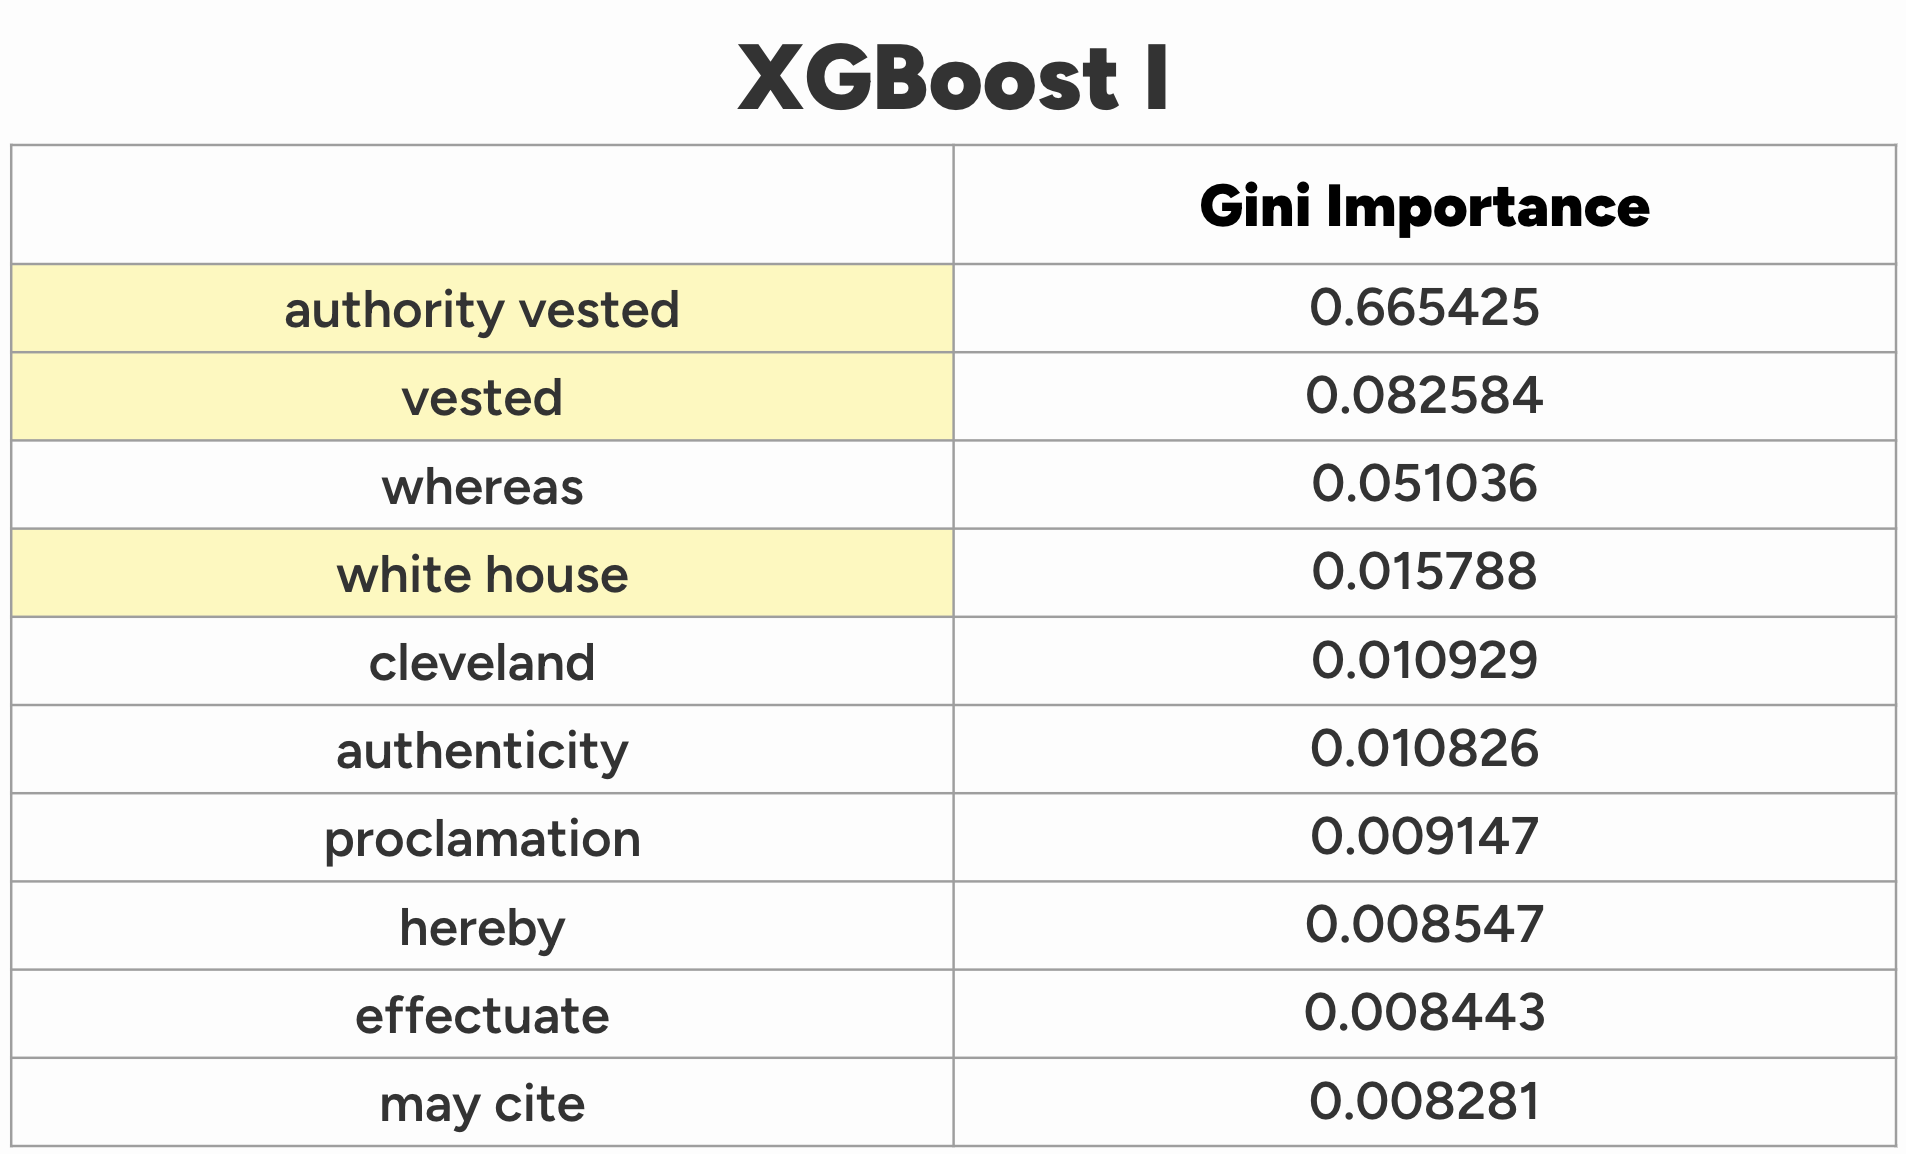 XGBoost I
Gini Importance
authority vested 0.665425
vested 0.082584
whereas 0.051036
white house 0.015788
cleveland 0.010929
authenticity 0.010826
proclamation 0.009147
hereby 0.008547
effectuate 0.008443
may cite 0.008281